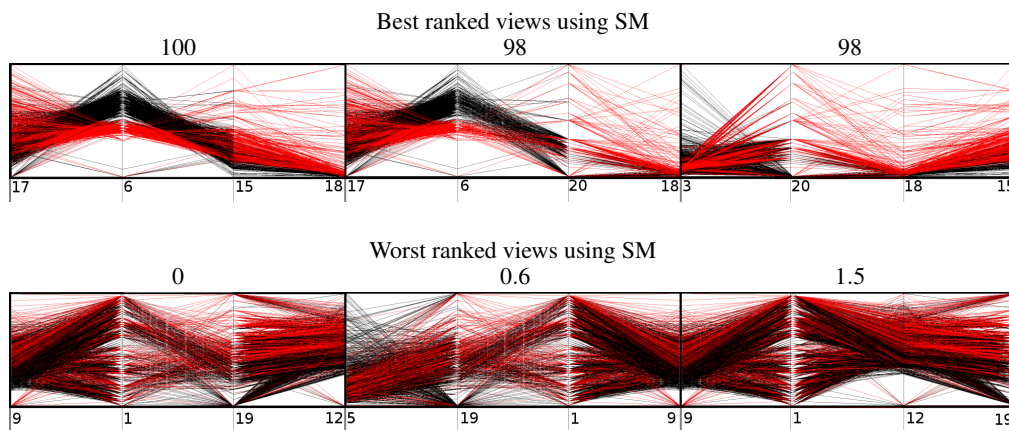 Best ranked views using SM
100 98 98
17 6 15 18 17 6 20 18 3 20 18 15
Worst ranked views using SM
0 0.6 1.5
9 1 19 12 5 19 1 9 9 1 12 19